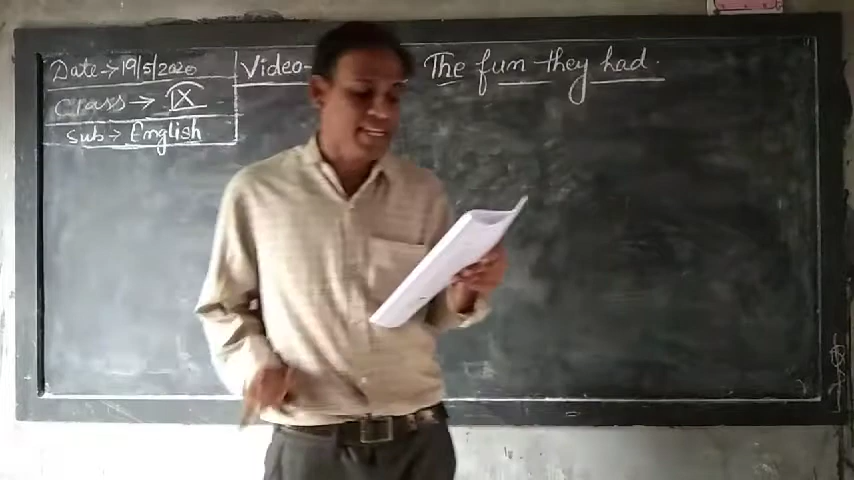 Date → 19/5/2020
Class → IX
Sub → English
Video-
The fun they had.